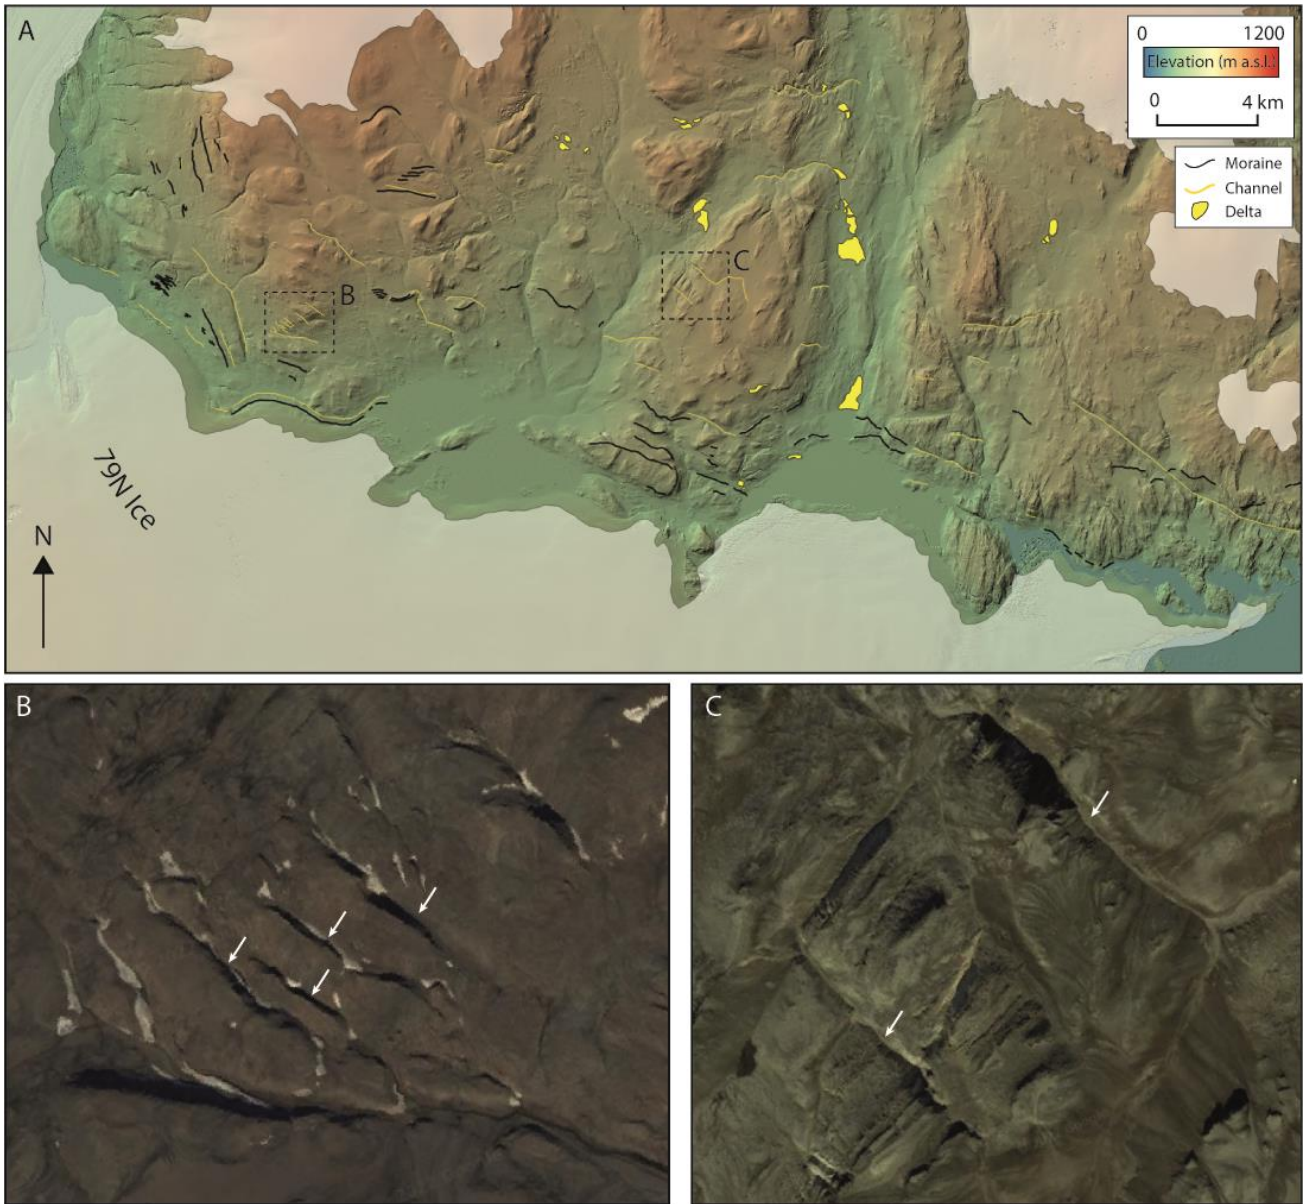 A
0 1200
Elevation (m a.s.l.)
0 4 km
Moraine
Channel
Delta
B
C
79N Ice
N
B
C